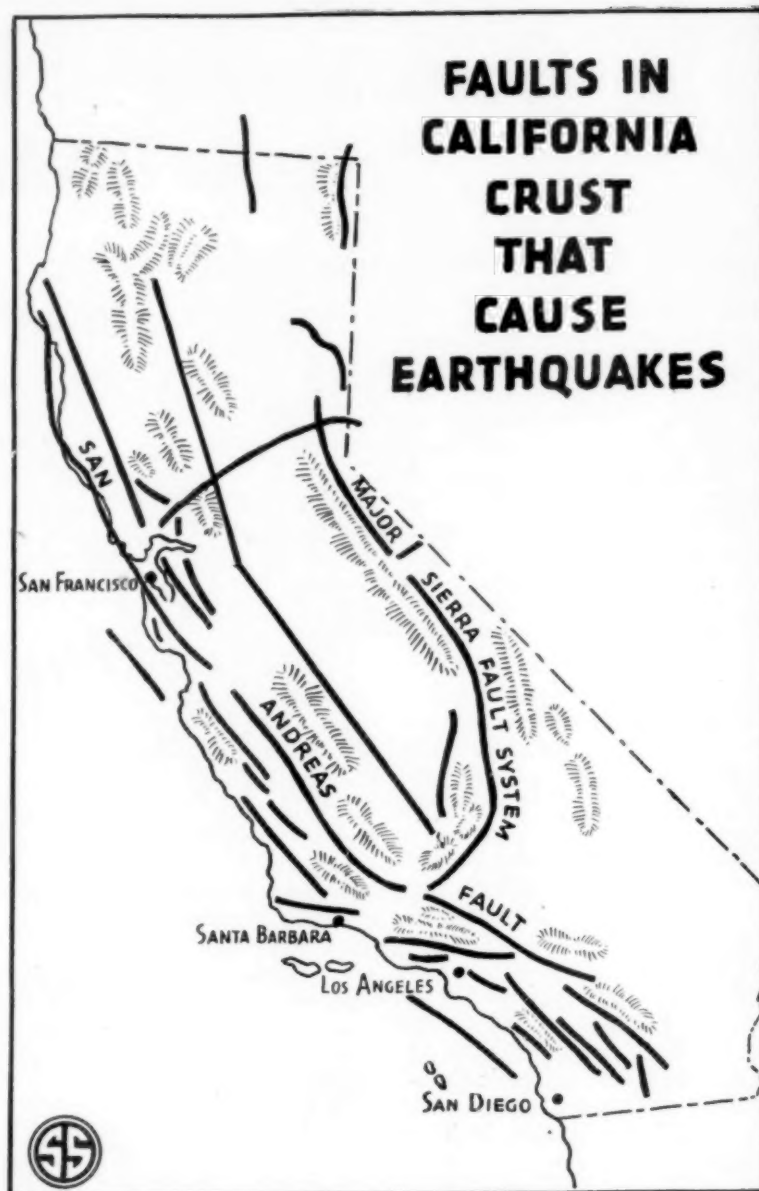 FAULTS IN
CALIFORNIA
CRUST
THAT
CAUSE
EARTHQUAKES
SAN
MAJOR
SAN FRANCISCO
SIERRA FAULT SYSTEM
ANDREAS
FAULT
SANTA BARBARA
LOS ANGELES
SAN DIEGO
SS